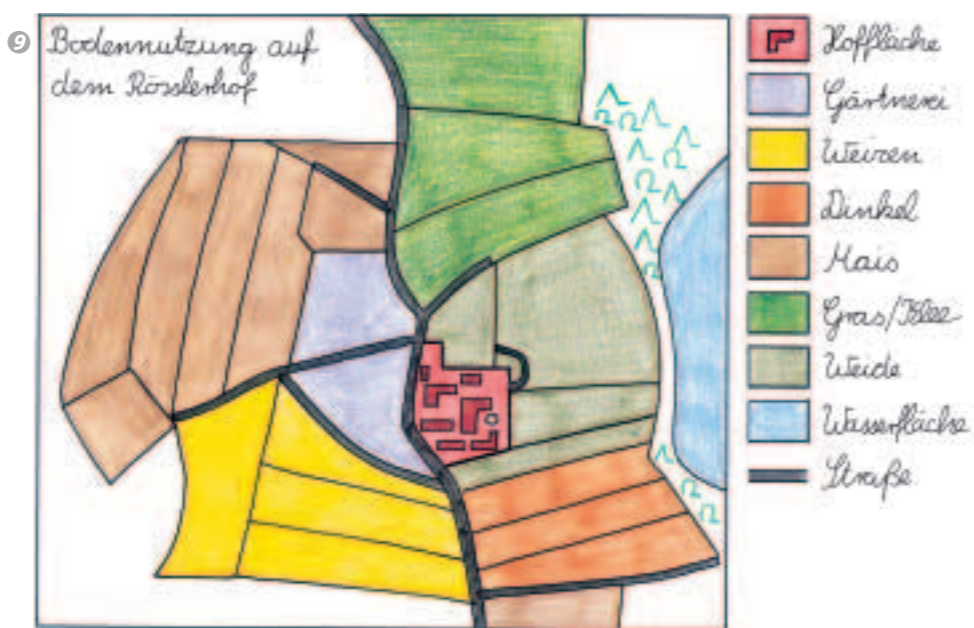 9
Bodennutzung auf
dem Rösslerhof
Hoffläche
Gärtnerei
Weizen
Dinkel
Mais
Gras/Klee
Weide
Wasserfläche
Straße